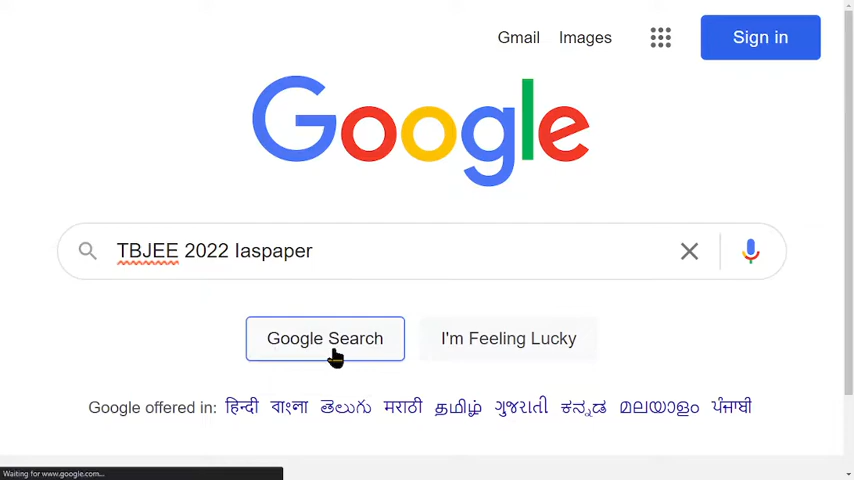 Gmail Images Sign in
Google
TBJEE 2022 Iaspaper
Google Search I'm Feeling Lucky
Google offered in: हिन्दी বাংলা తెలుగు मराठी தமிழ் ગુજરાતી ಕನ್ನಡ മലയാളം ਪੰਜਾਬੀ
Waiting for www.google.com...